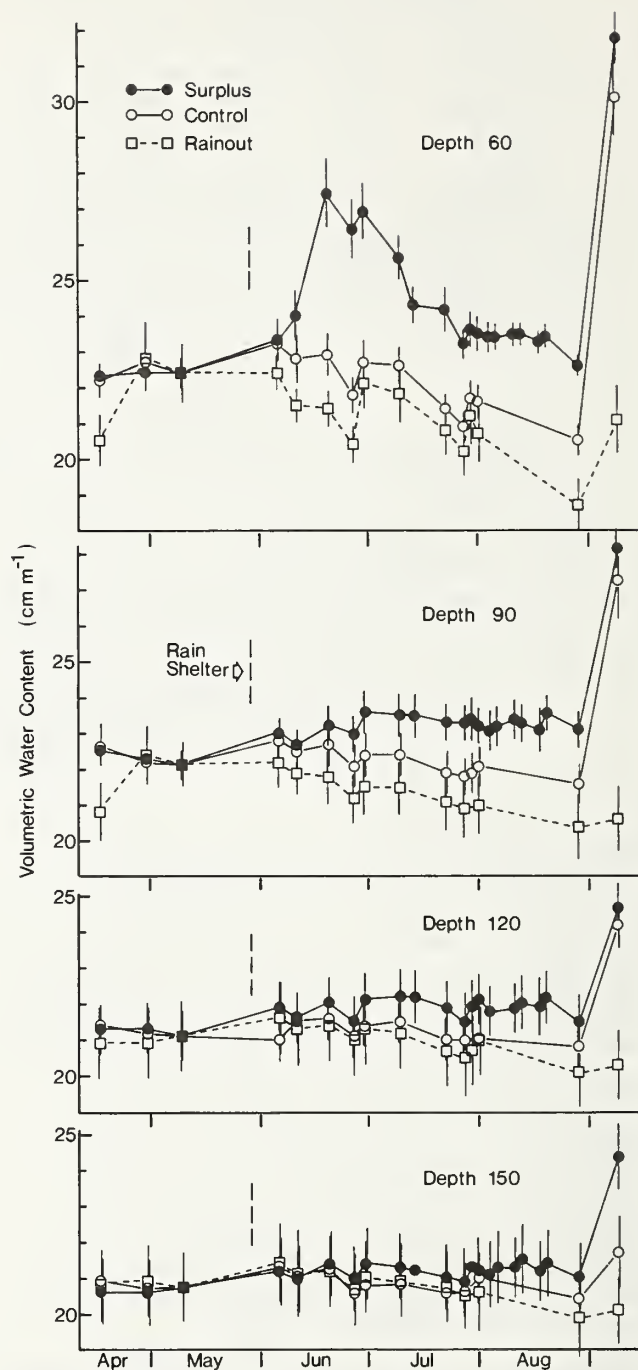 Surplus
Control
Rainout
Depth 60
30
25
20
Depth 90
Rain
Shelter
25
20
Depth 120
25
20
Depth 150
25
20
Volumetric Water Content (cm m⁻¹)
Apr May Jun Jul Aug